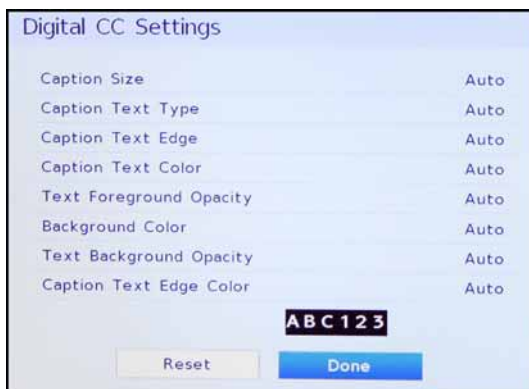 Digital CC Settings
Caption Size Auto
Caption Text Type Auto
Caption Text Edge Auto
Caption Text Color Auto
Text Foreground Opacity Auto
Background Color Auto
Text Background Opacity Auto
Caption Text Edge Color Auto
ABC123
Reset Done